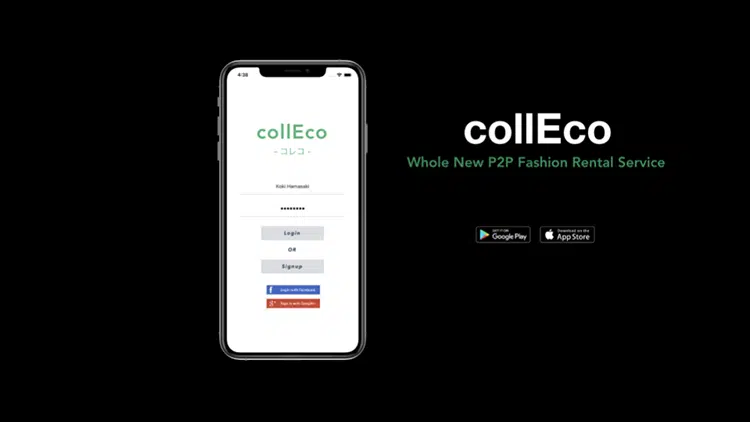 4:38
collEco
- コレコ -
Koki Hamasaki
••••••••
Login
OR
Signup
Login with Facebook
Sign in with Google+
collEco
Whole New P2P Fashion Rental Service
GET IT ON
Google Play
Download on the
App Store